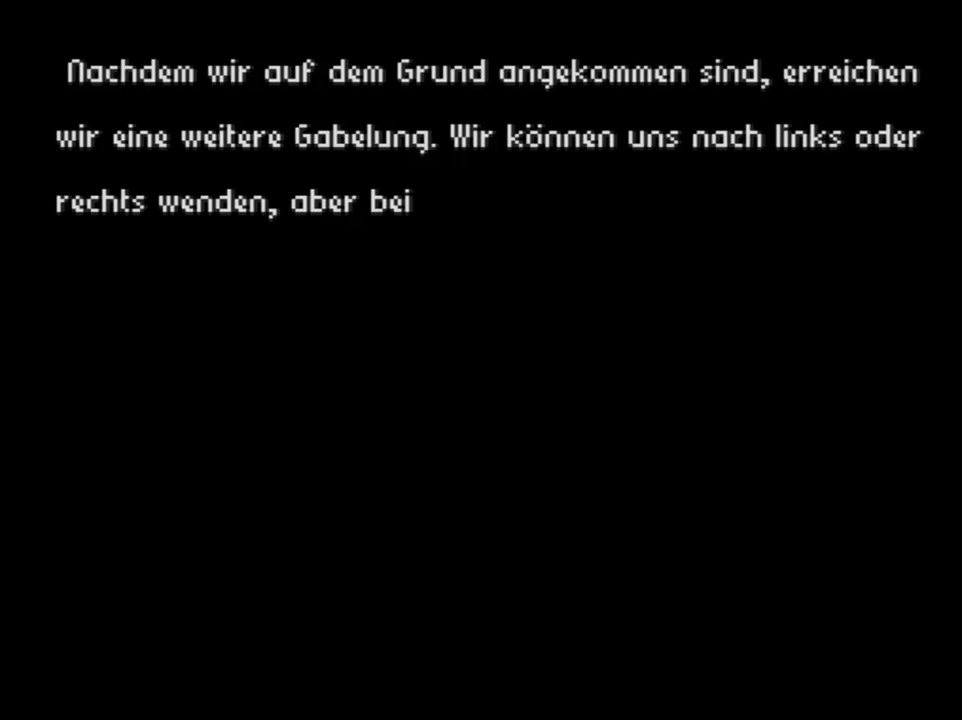 Nachdem wir auf dem Grund angekommen sind, erreichen
wir eine weitere Gabelung. Wir können uns nach links oder
rechts wenden, aber bei